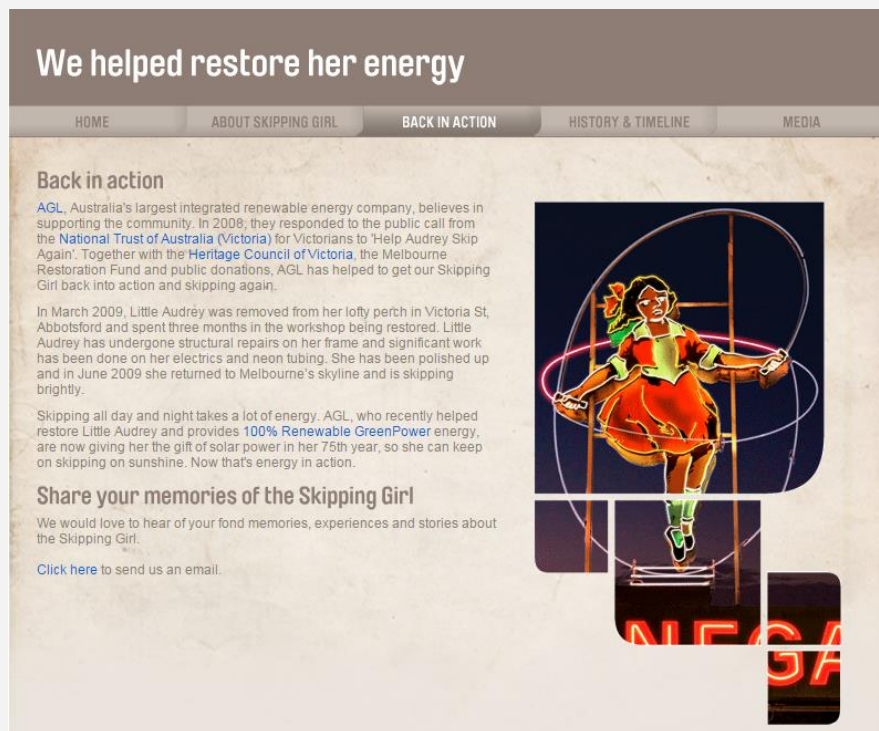 We helped restore her energy
HOME ABOUT SKIPPING GIRL BACK IN ACTION HISTORY & TIMELINE MEDIA
Back in action
AGL, Australia's largest integrated renewable energy company, believes in
supporting the community. In 2008, they responded to the public call from
the National Trust of Australia (Victoria) for Victorians to 'Help Audrey Skip
Again'. Together with the Heritage Council of Victoria, the Melbourne
Restoration Fund and public donations, AGL has helped to get our Skipping
Girl back into action and skipping again.
In March 2009, Little Audrey was removed from her lofty perch in Victoria St,
Abbotsford and spent three months in the workshop being restored. Little
Audrey has undergone structural repairs on her frame and significant work
has been done on her electrics and neon tubing. She has been polished up
and in June 2009 she returned to Melbourne's skyline and is skipping
brightly.
Skipping all day and night takes a lot of energy. AGL, who recently helped
restore Little Audrey and provides 100% Renewable GreenPower energy,
are now giving her the gift of solar power in her 75th year, so she can keep
on skipping on sunshine. Now that's energy in action.
Share your memories of the Skipping Girl
We would love to hear of your fond memories, experiences and stories about
the Skipping Girl.
Click here to send us an email.
NEGA